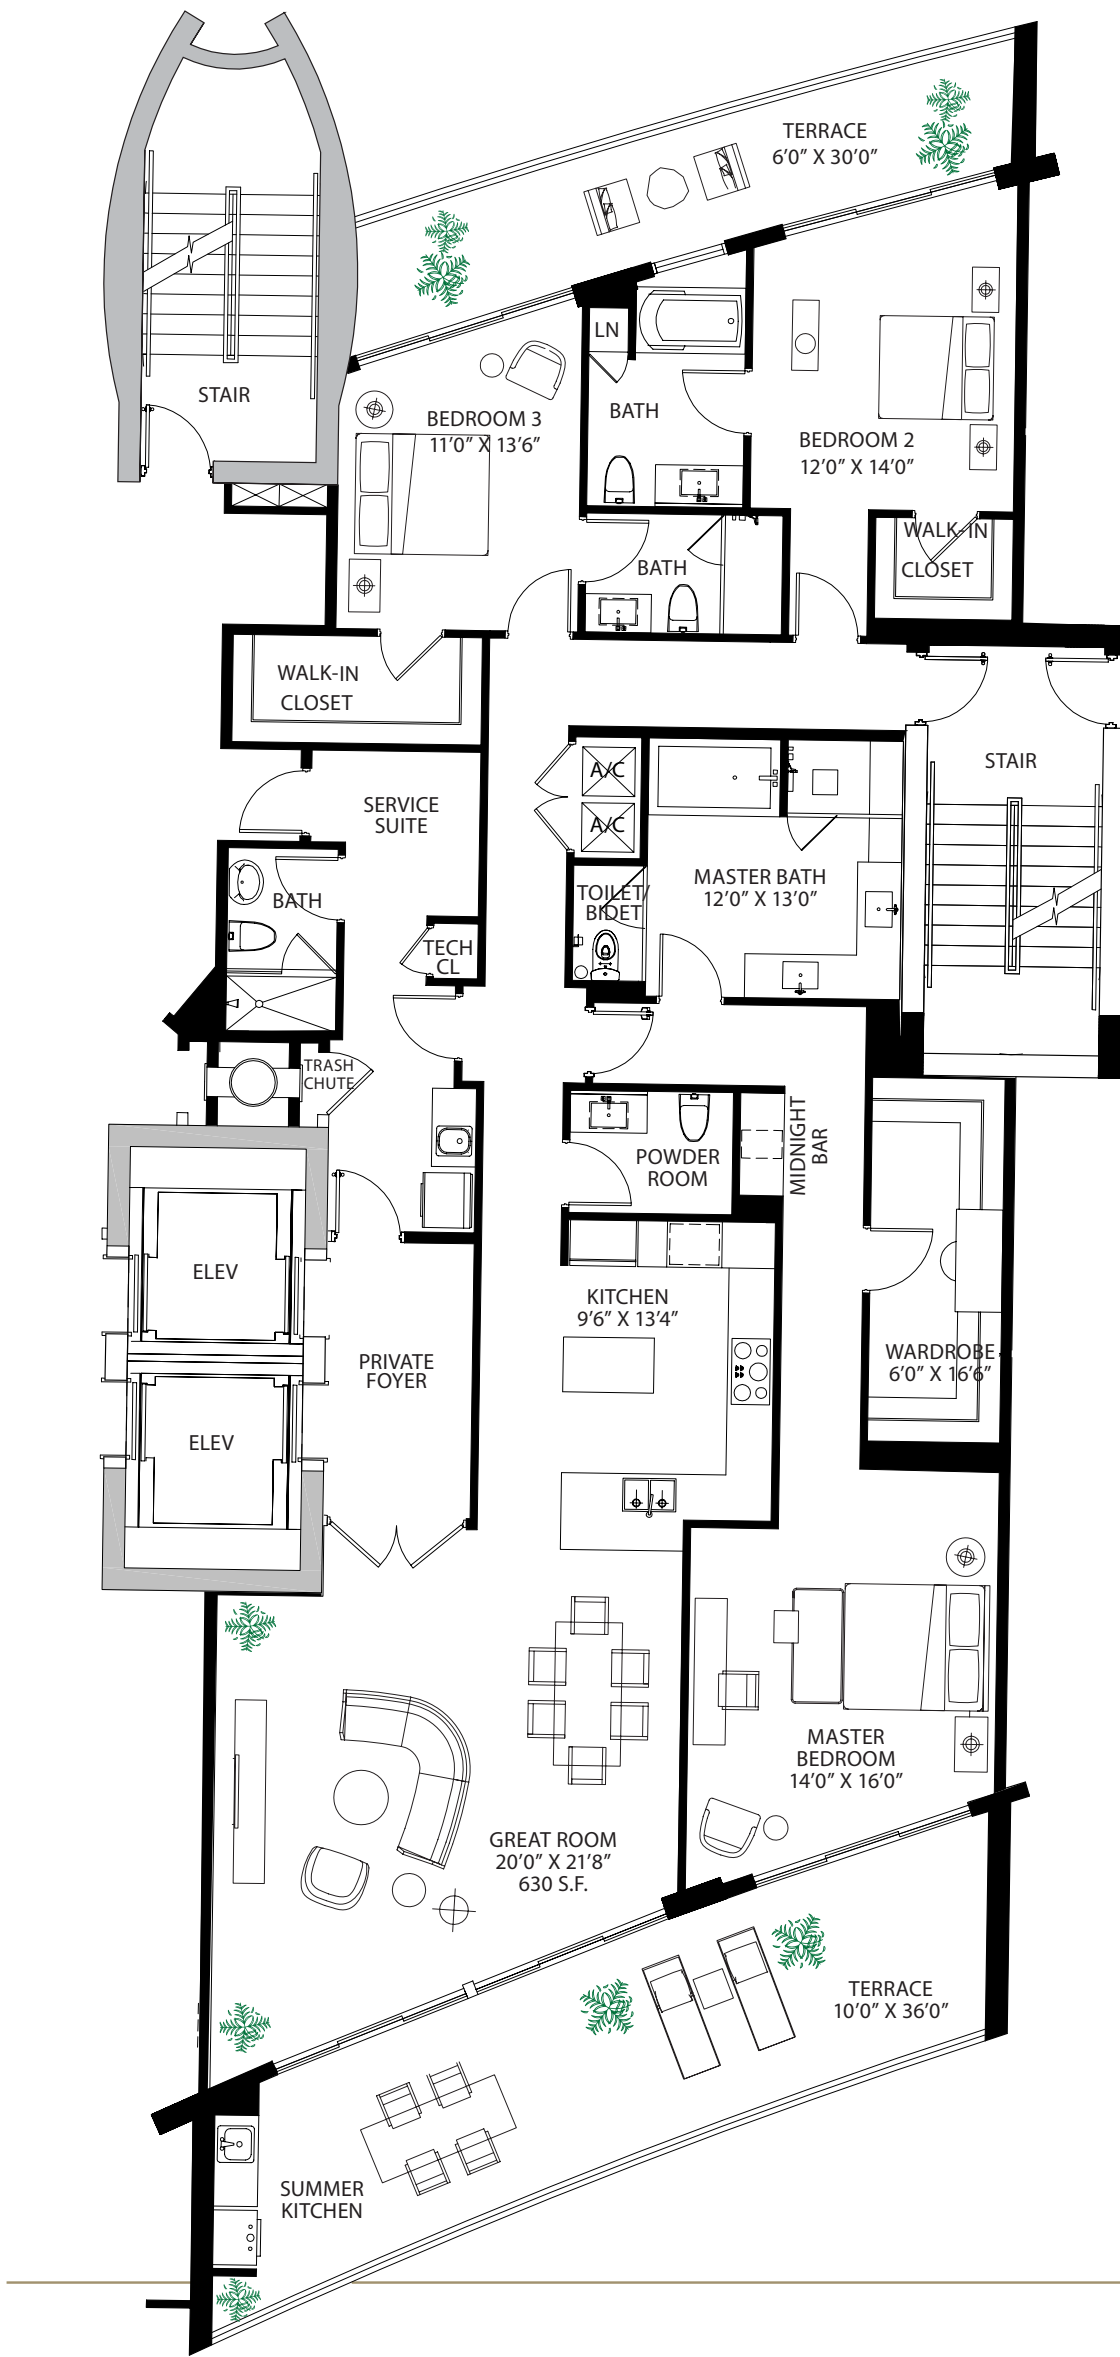 TERRACE
6'0" X 30'0"
LN
STAIR
BEDROOM 3
11'0" X 13'6"
BATH
BEDROOM 2
12'0" X 14'0"
WALK-IN
CLOSET
BATH
WALK-IN
CLOSET
STAIR
A/C
A/C
SERVICE
SUITE
MASTER BATH
12'0" X 13'0"
TOILET/
BIDET
BATH
TECH
CL
TRASH
CHUTE
MIDNIGHT
BAR
POWDER
ROOM
ELEV
KITCHEN
9'6" X 13'4"
PRIVATE
FOYER
WARDROBE
6'0" X 16'6"
ELEV
MASTER
BEDROOM
14'0" X 16'0"
GREAT ROOM
20'0" X 21'8"
630 S.F.
TERRACE
10'0" X 36'0"
SUMMER
KITCHEN